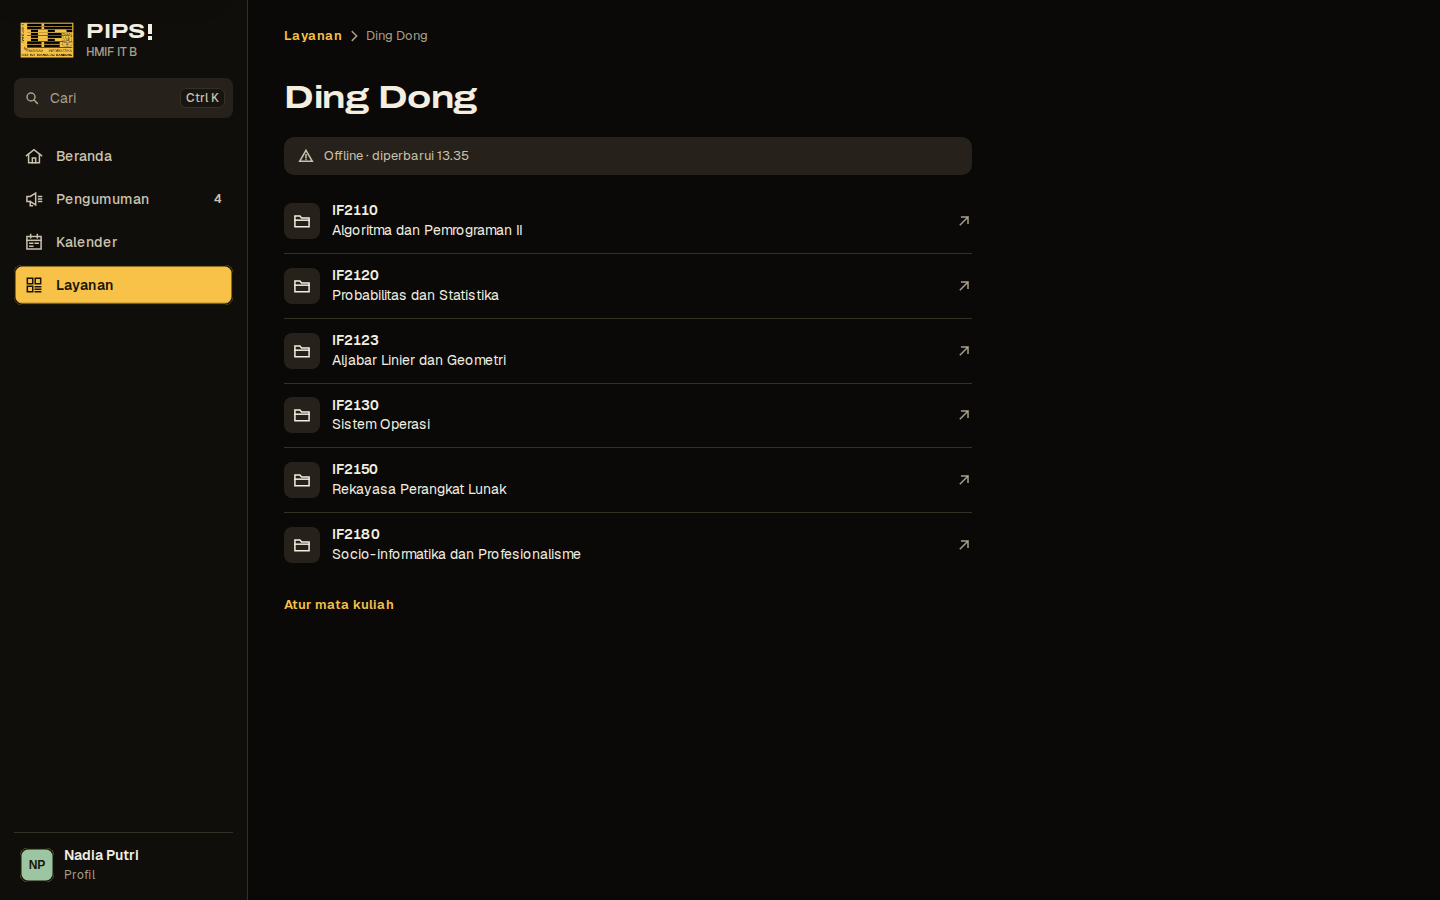 PIPS!
HMIF ITB
Cari
Ctrl K
Beranda
Pengumuman
4
Kalender
Layanan
Nadia Putri
NP
Profil
Layanan
Ding Dong
Ding Dong
Offline · diperbarui 13.35
IF2110
Algoritma dan Pemrograman II
IF2120
Probabilitas dan Statistika
IF2123
Aljabar Linier dan Geometri
IF2130
Sistem Operasi
IF2150
Rekayasa Perangkat Lunak
IF2180
Socio-informatika dan Profesionalisme
Atur mata kuliah